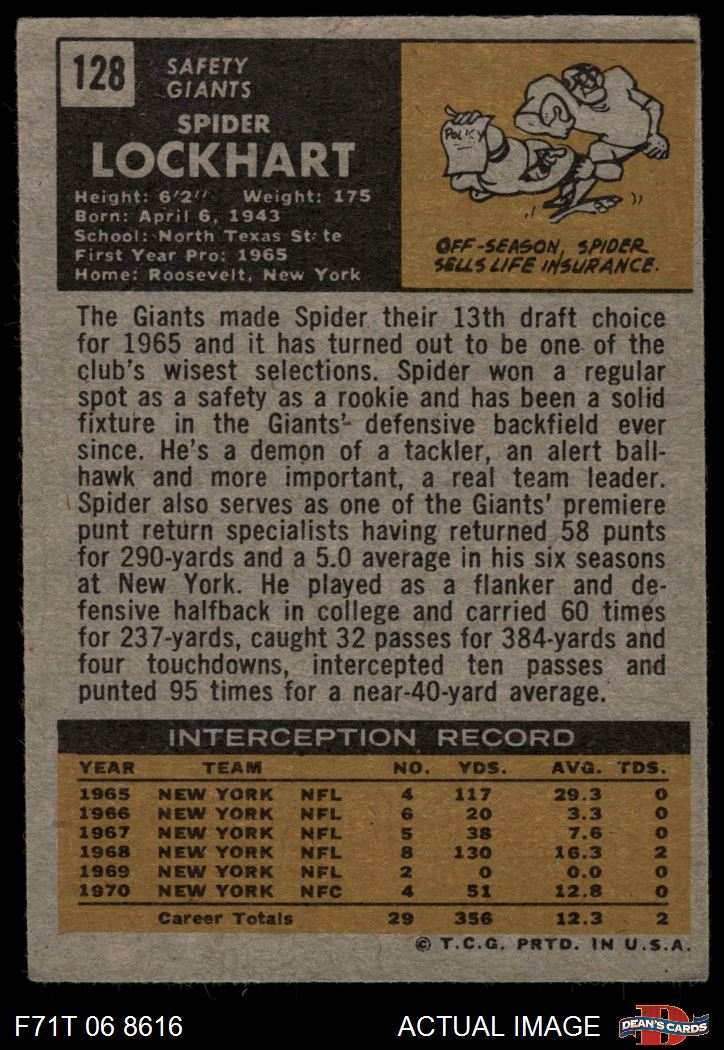 128
SAFETY
GIANTS
SPIDER
LOCKHART
Height: 6'2" Weight: 175
Born: April 6, 1943
School: North Texas State
First Year Pro: 1965
Home: Roosevelt, New York
POLICY
OFF-SEASON, SPIDER
SELLS LIFE INSURANCE.
The Giants made Spider their 13th draft choice
for 1965 and it has turned out to be one of the
club's wisest selections. Spider won a regular
spot as a safety as a rookie and has been a solid
fixture in the Giants' defensive backfield ever
since. He's a demon of a tackler, an alert ball-
hawk and more important, a real team leader.
Spider also serves as one of the Giants' premiere
punt return specialists having returned 58 punts
for 290-yards and a 5.0 average in his six seasons
at New York. He played as a flanker and de-
fensive halfback in college and carried 60 times
for 237-yards, caught 32 passes for 384-yards and
four touchdowns, intercepted ten passes and
punted 95 times for a near-40-yard average.
INTERCEPTION RECORD
YEAR TEAM NO. YDS. AVG. TDS.
1965 NEW YORK NFL 4 117 29.3 0
1966 NEW YORK NFL 6 20 3.3 0
1967 NEW YORK NFL 5 38 7.6 0
1968 NEW YORK NFL 8 130 16.3 2
1969 NEW YORK NFL 2 0 0.0 0
1970 NEW YORK NFC 4 51 12.8 0
Career Totals 29 356 12.3 2
© T.C.G. PRTD. IN U.S.A.
F71T 06 8616 ACTUAL IMAGE D DEAN'S CARDS